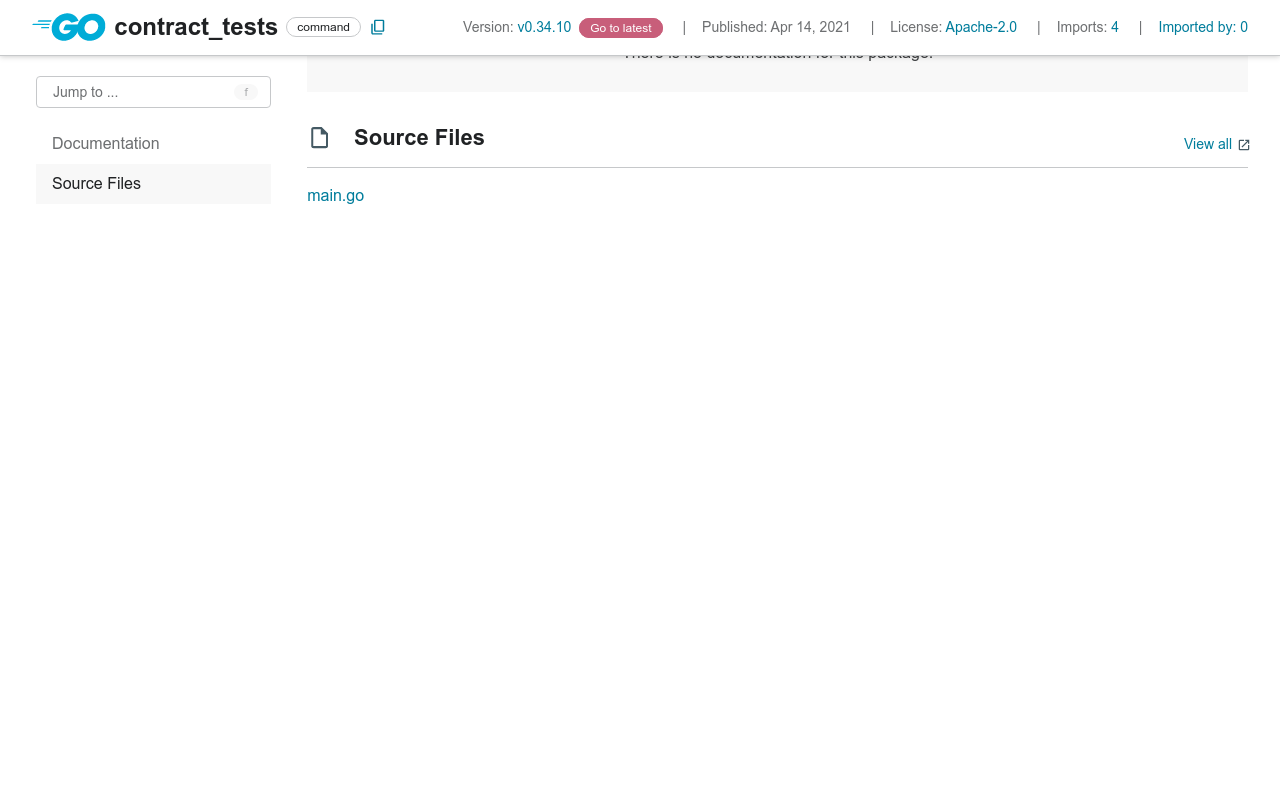 GO contract_tests command Version: v0.34.10 Go to latest | Published: Apr 14, 2021 | License: Apache-2.0 | Imports: 4 | Imported by: 0
There is no documentation for this package.
Jump to ... f
Documentation
Source Files
Source Files
View all
main.go